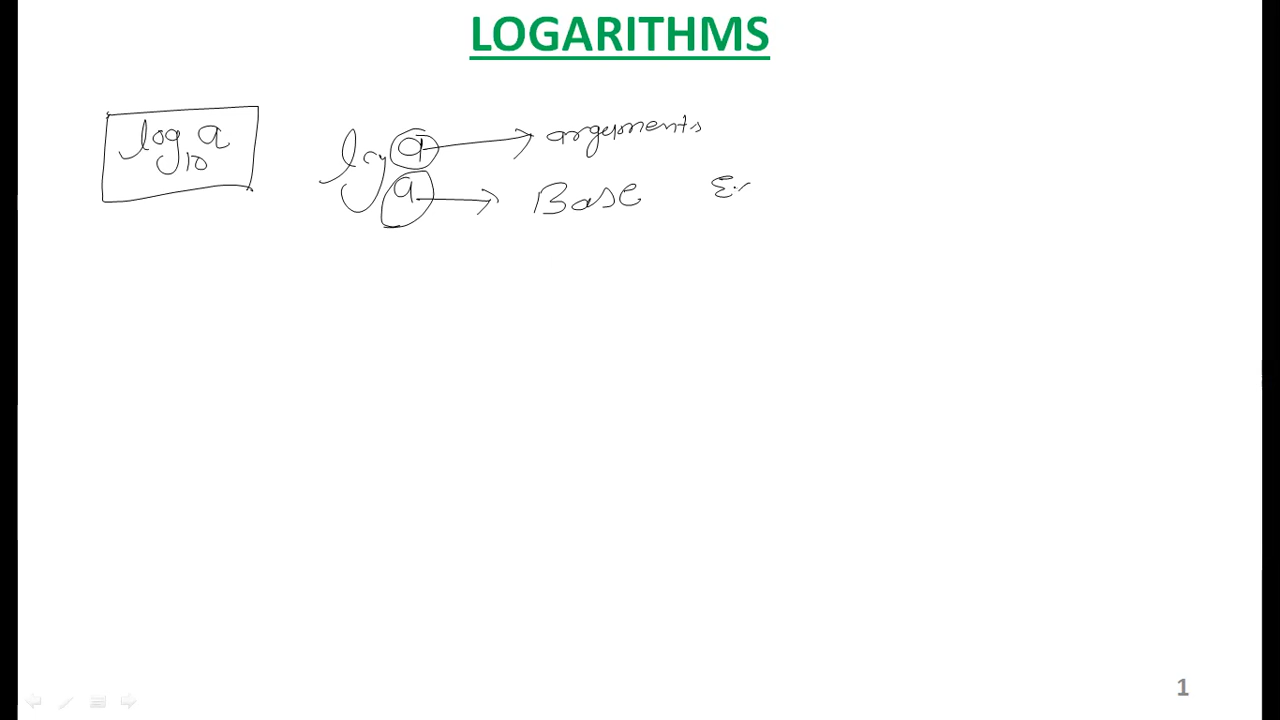 LOGARITHMS
log₁₀ a
log a a → arguments
→ Base
1